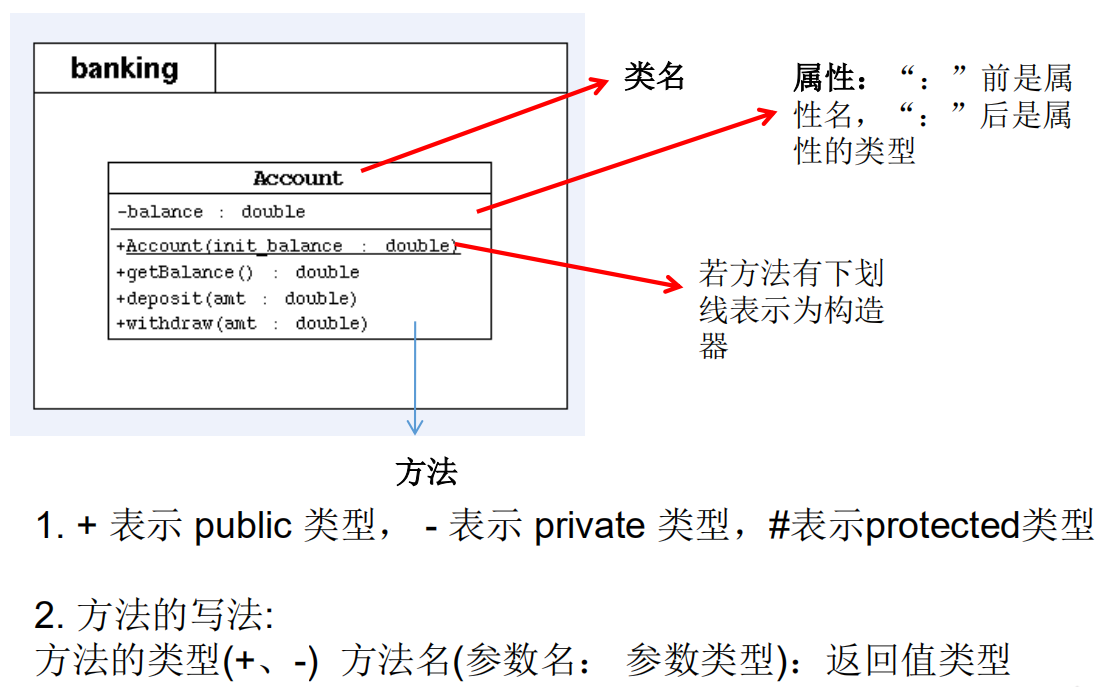 banking
类名
属性：“：”前是属
性名，“：”后是属
性的类型
Account
-balance : double
+Account(init_balance : double)
+getBalance() : double
+deposit(amt : double)
+withdraw(amt : double)
若方法有下划
线表示为构造
器
方法
1. + 表示 public 类型， - 表示 private 类型，#表示protected类型
2. 方法的写法:
方法的类型(+、-) 方法名(参数名： 参数类型)：返回值类型